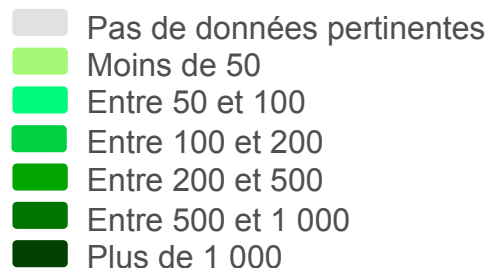 Pas de données pertinentes
Moins de 50
Entre 50 et 100
Entre 100 et 200
Entre 200 et 500
Entre 500 et 1 000
Plus de 1 000